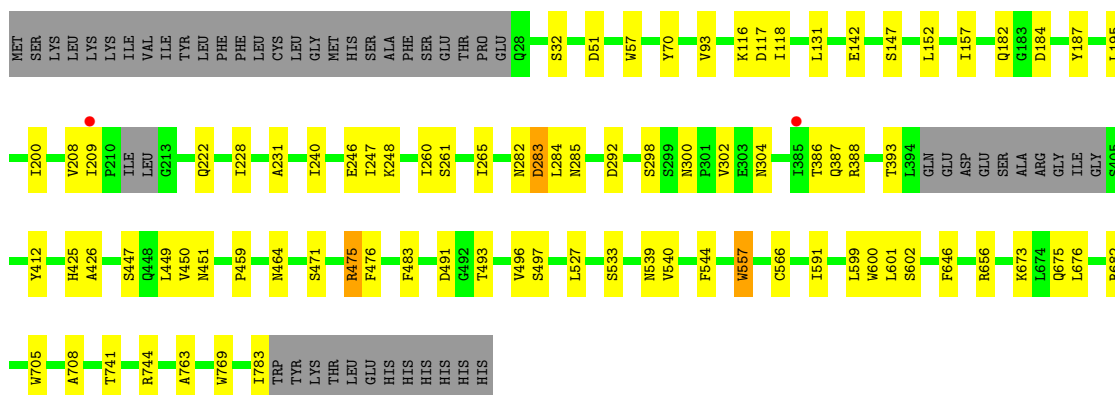 MET SER LYS LEU LYS LYS ILE VAL ILE TYR LEU PHE PHE LEU CYS LEU GLY MET HIS SER ALA PHE SER GLU THR PRO GLU Q28 S32 D51 W57 Y70 V93 K116 D117 I118 L131 E142 S147 L152 I157 Q182 G183 D184 Y187 L195
I200 V208 I209 P210 ILE LEU G213 Q222 I228 A231 I240 E246 I247 K248 I260 S261 I265 N282 D283 L284 N285 D292 S298 S299 N300 P301 V302 E303 N304 I385 T386 Q387 R388 T393 L394 GLN GLU ASP GLU SER ALA ARG GLY ILE GLY S405
Y412 H425 A426 S447 Q448 L449 V450 N451 P459 N464 S471 R475 F476 F483 D491 G492 T493 V496 S497 L527 S533 N539 V540 F544 W557 C566 I591 L599 W600 L601 S602 F646 R656 K673 L674 Q675 L676 R682
W705 A708 T741 R744 A763 W769 I783 TRP TYR LYS THR LEU GLU HIS HIS HIS HIS HIS HIS